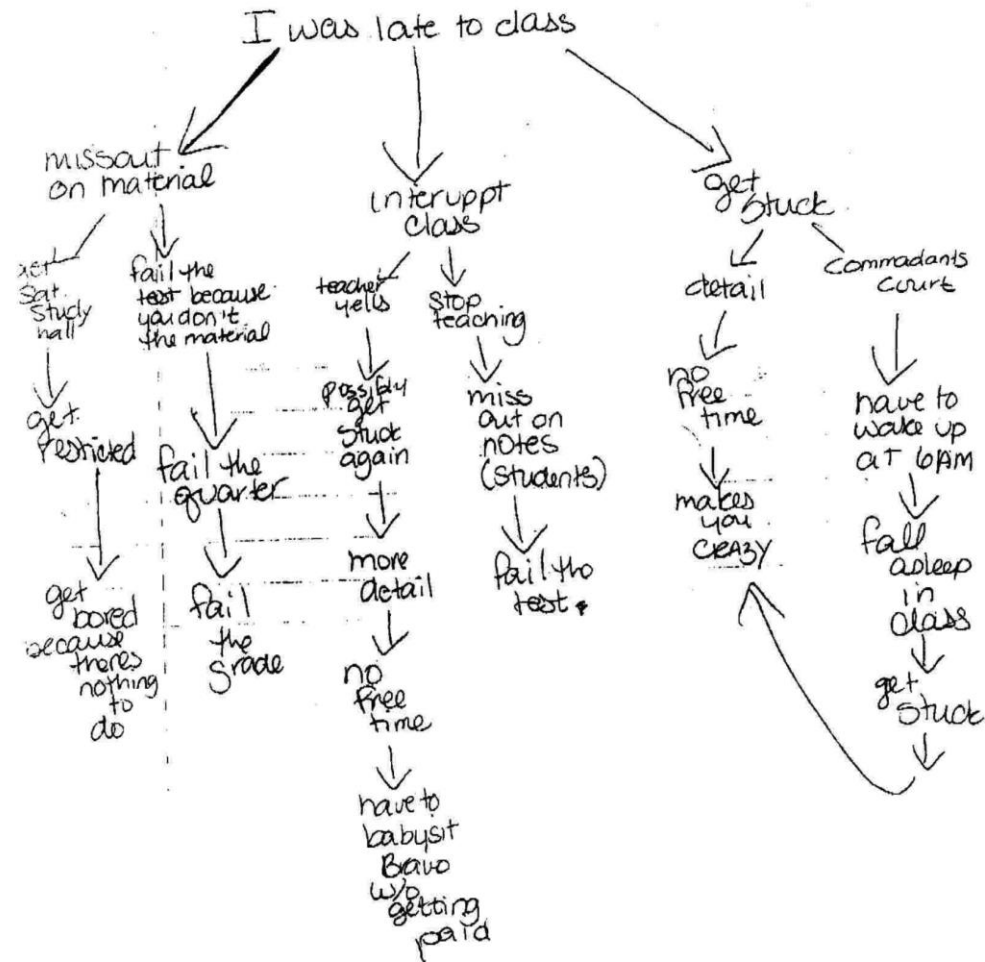 I was late to class
missout
on material
get
Sat.
Study
hall
get
restricted
get
bored
because
theres
nothing
to
do
fail the
test because
you don't
the material
fail the
quarter
fail
the
grade
interuppt
class
teacher
yells
possibly
get
stuck
again
more
detail
no
free
time
have to
babysit
Bravo
w/o
getting
paid
stop
teaching
miss
out on
notes
(students)
fail the
test.
get
stuck
detail
no
free
time
makes
you
CRAZY
Commadants
Court
have to
wake up
at 6AM
fall
asleep
in
class
get
stuck